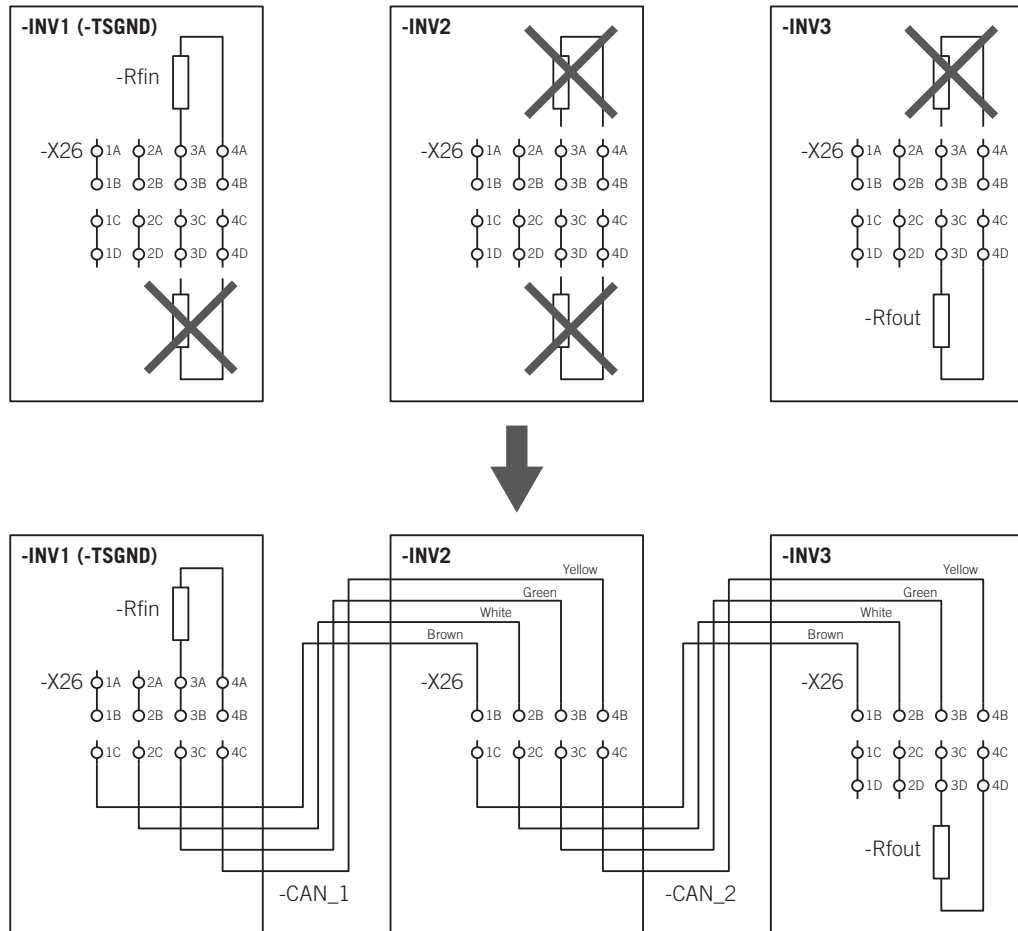 -INV1 (-TSGND)
-Rfin
-X26 1A 2A 3A 4A
1B 2B 3B 4B
1C 2C 3C 4C
1D 2D 3D 4D
-INV2
-X26 1A 2A 3A 4A
1B 2B 3B 4B
1C 2C 3C 4C
1D 2D 3D 4D
-INV3
-X26 1A 2A 3A 4A
1B 2B 3B 4B
1C 2C 3C 4C
1D 2D 3D 4D
-Rfout
-INV1 (-TSGND)
-Rfin
-X26 1A 2A 3A 4A
1B 2B 3B 4B
1C 2C 3C 4C
-CAN_1
-INV2
Yellow
Green
White
Brown
-X26
1B 2B 3B 4B
1C 2C 3C 4C
-CAN_2
-INV3
Yellow
Green
White
Brown
-X26
1B 2B 3B 4B
1C 2C 3C 4C
1D 2D 3D 4D
-Rfout